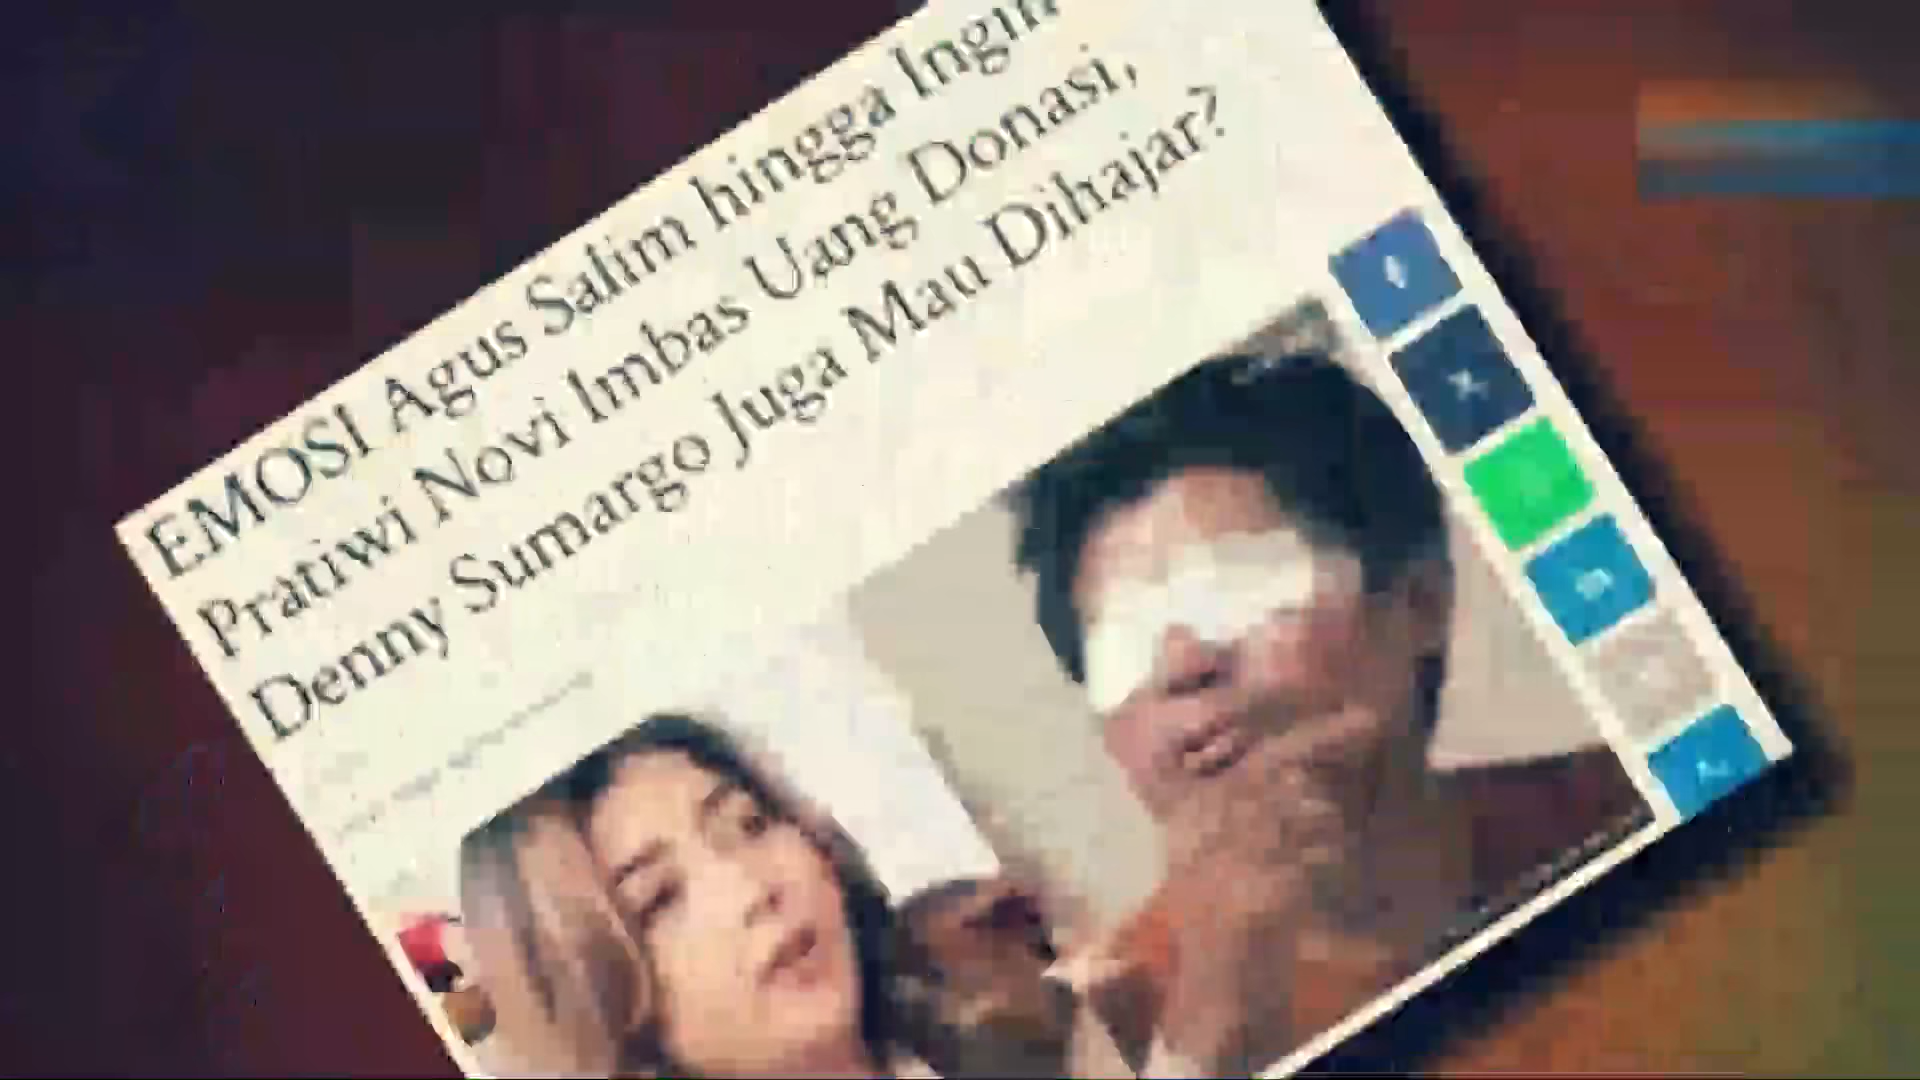 EMOSI Agus Salim hingga Ingin
Pratiwi Novi Imbas Uang Donasi,
Denny Sumargo Juga Mau Dihajar?